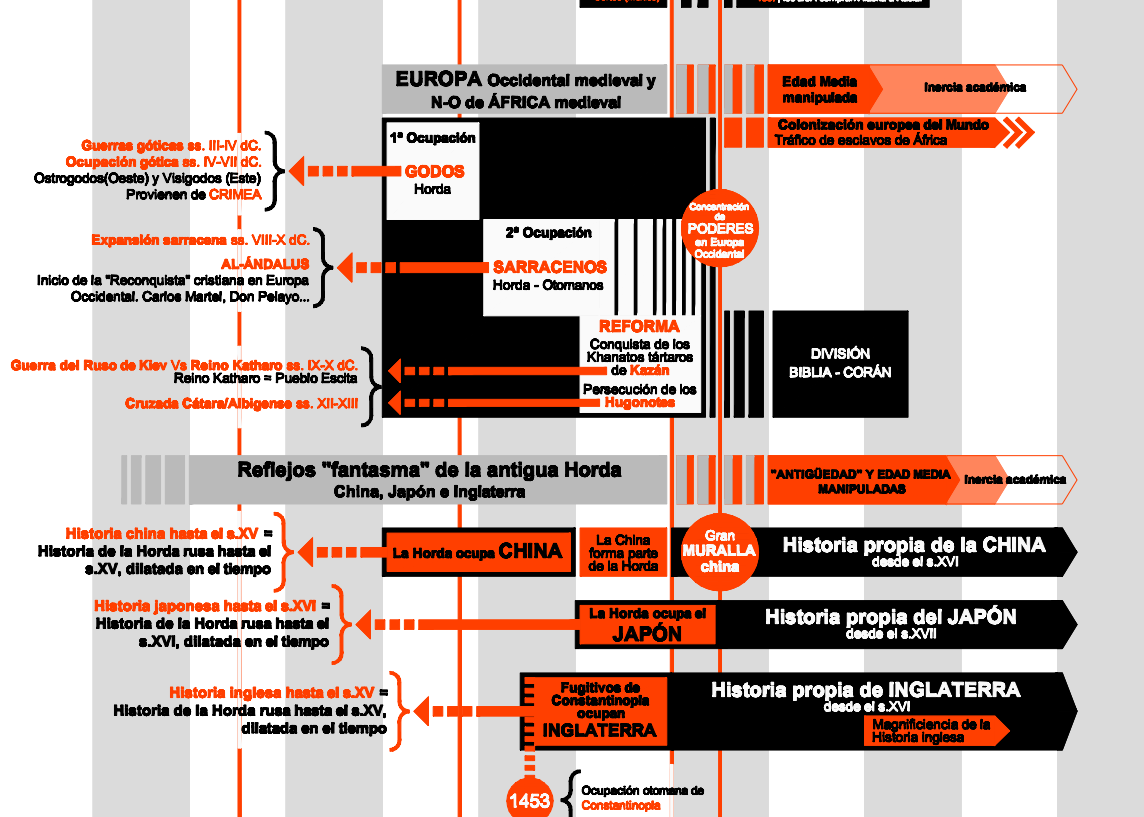 EUROPA Occidental medieval y
N-O de ÁFRICA medieval
Edad Media
manipulada
Inercia académica
Colonización europea del Mundo
Tráfico de esclavos de África
1ª Ocupación
GODOS
Horda
Guerras góticas ss. III-IV dC.
Ocupación gótica ss. IV-VII dC.
Ostrogodos(Oeste) y Visigodos (Este)
Provienen de CRIMEA
Concentración
de
PODERES
en Europa
Occidental
2ª Ocupación
SARRACENOS
Horda - Otomanos
Expansión sarracena ss. VIII-X dC.
AL-ÁNDALUS
Inicio de la "Reconquista" cristiana en Europa
Occidental. Carlos Martel, Don Pelayo...
REFORMA
Conquista de los
Khanatos tártaros
de Kazán
Persecución de los
Hugonotes
Guerra del Ruso de Kiev Vs Reino Katharo ss. IX-X dC.
Reino Katharo = Pueblo Escita
Cruzada Cátara/Albigense ss. XII-XIII
DIVISIÓN
BIBLIA - CORÁN
Reflejos "fantasma" de la antigua Horda
China, Japón e Inglaterra
"ANTIGÜEDAD" Y EDAD MEDIA
MANIPULADAS
Inercia académica
Historia china hasta el s.XV =
Historia de la Horda rusa hasta el
s.XV, dilatada en el tiempo
La Horda ocupa CHINA
La China
forma parte
de la Horda
Gran
MURALLA
china
Historia propia de la CHINA
desde el s.XVI
Historia japonesa hasta el s.XVI =
Historia de la Horda rusa hasta el
s.XVI, dilatada en el tiempo
La Horda ocupa el
JAPÓN
Historia propia del JAPÓN
desde el s.XVII
Historia inglesa hasta el s.XV =
Historia de la Horda rusa hasta el s.XV,
dilatada en el tiempo
Fugitivos de
Constantinopla
ocupan
INGLATERRA
Historia propia de INGLATERRA
desde el s.XVI
Magnificiencia de la
Historia inglesa
1453
Ocupación otomana de
Constantinopla